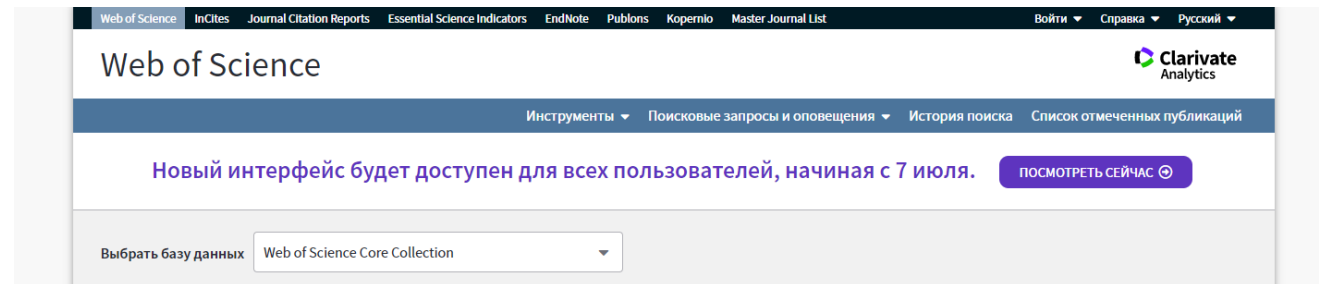 Web of Science InCites Journal Citation Reports Essential Science Indicators EndNote Publons Kopernio Master Journal List Войти Справка Русский
Web of Science
Clarivate
Analytics
Инструменты Поисковые запросы и оповещения История поиска Список отмеченных публикаций
Новый интерфейс будет доступен для всех пользователей, начиная с 7 июля. ПОСМОТРЕТЬ СЕЙЧАС
Выбрать базу данных Web of Science Core Collection